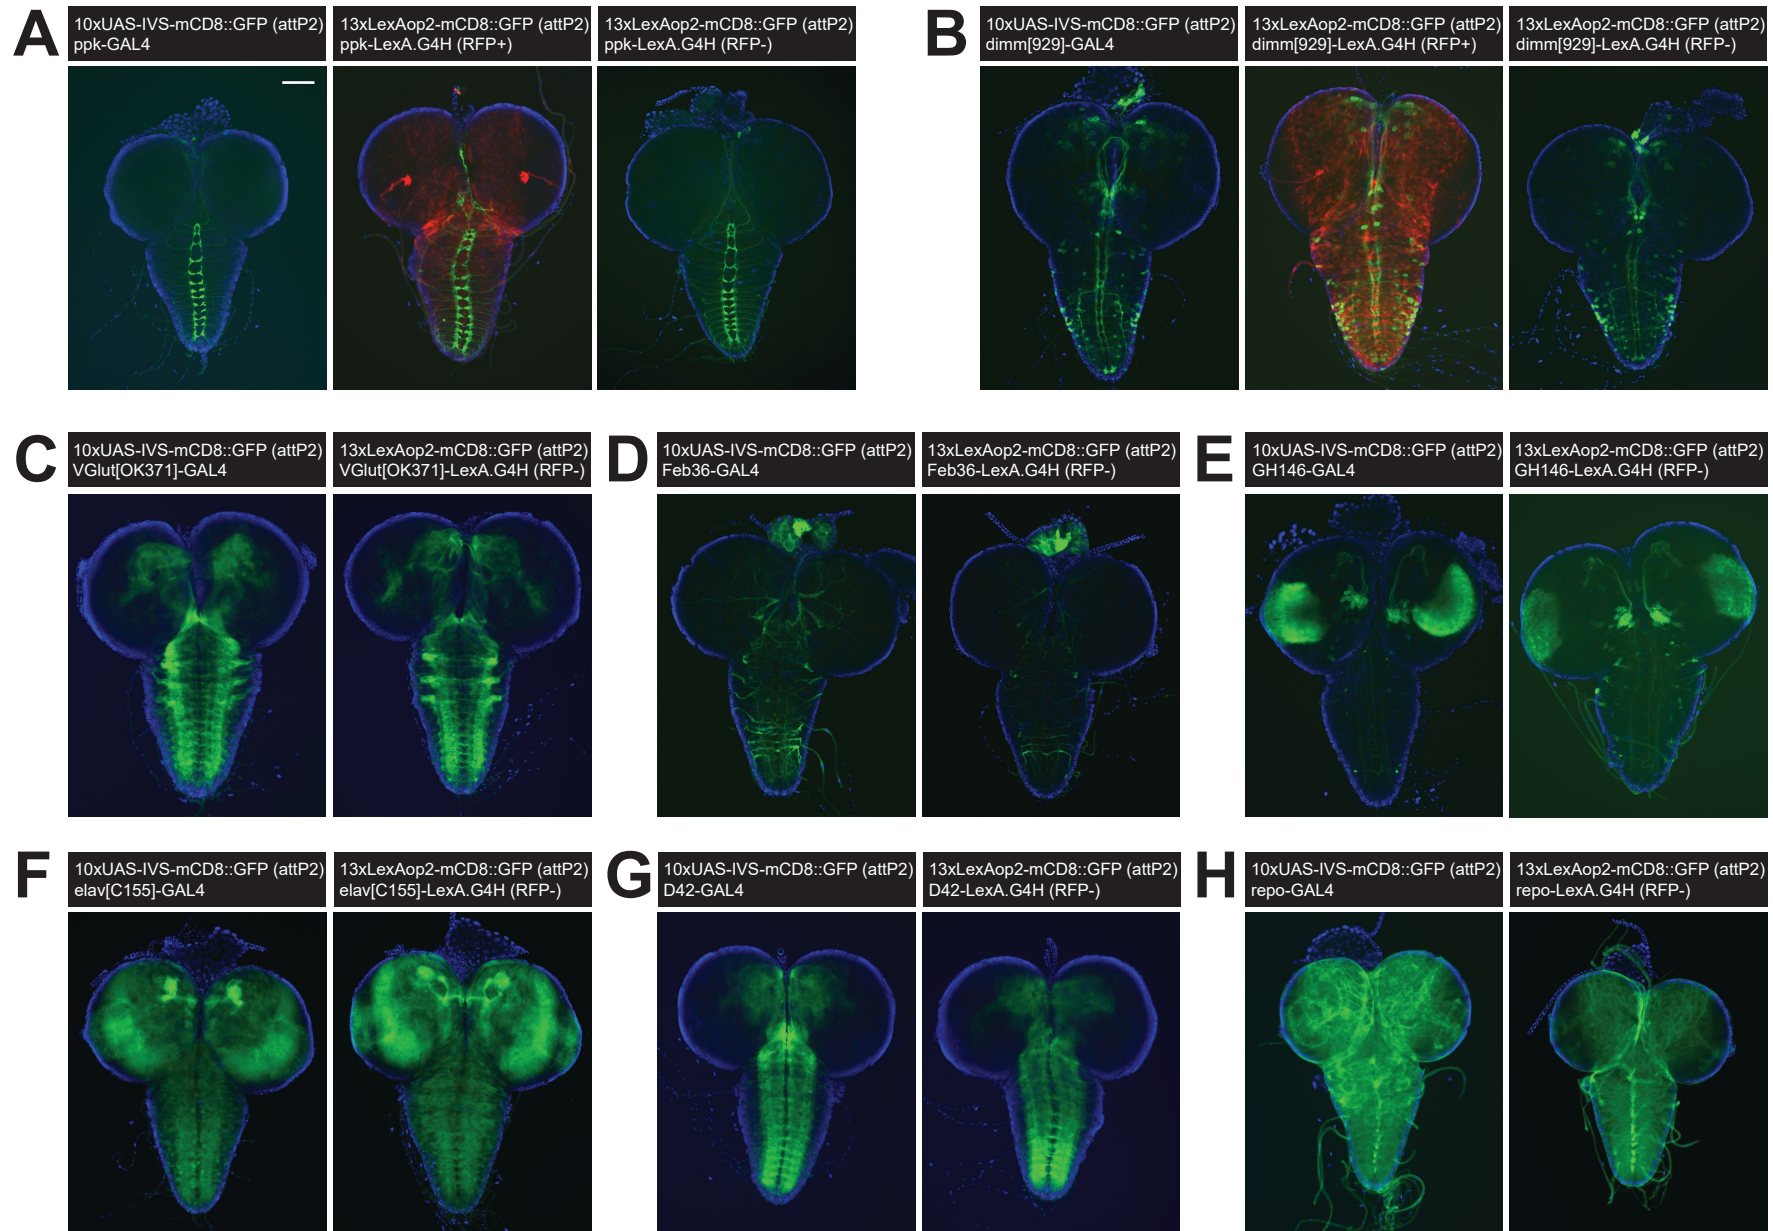 A
10xUAS-IVS-mCD8::GFP (attP2)
ppk-GAL4
13xLexAop2-mCD8::GFP (attP2)
ppk-LexA.G4H (RFP+)
13xLexAop2-mCD8::GFP (attP2)
ppk-LexA.G4H (RFP-)
B
10xUAS-IVS-mCD8::GFP (attP2)
dimm[929]-GAL4
13xLexAop2-mCD8::GFP (attP2)
dimm[929]-LexA.G4H (RFP+)
13xLexAop2-mCD8::GFP (attP2)
dimm[929]-LexA.G4H (RFP-)
C
10xUAS-IVS-mCD8::GFP (attP2)
VGlut[OK371]-GAL4
13xLexAop2-mCD8::GFP (attP2)
VGlut[OK371]-LexA.G4H (RFP-)
D
10xUAS-IVS-mCD8::GFP (attP2)
Feb36-GAL4
13xLexAop2-mCD8::GFP (attP2)
Feb36-LexA.G4H (RFP-)
E
10xUAS-IVS-mCD8::GFP (attP2)
GH146-GAL4
13xLexAop2-mCD8::GFP (attP2)
GH146-LexA.G4H (RFP-)
F
10xUAS-IVS-mCD8::GFP (attP2)
elav[C155]-GAL4
13xLexAop2-mCD8::GFP (attP2)
elav[C155]-LexA.G4H (RFP-)
G
10xUAS-IVS-mCD8::GFP (attP2)
D42-GAL4
13xLexAop2-mCD8::GFP (attP2)
D42-LexA.G4H (RFP-)
H
10xUAS-IVS-mCD8::GFP (attP2)
repo-GAL4
13xLexAop2-mCD8::GFP (attP2)
repo-LexA.G4H (RFP-)